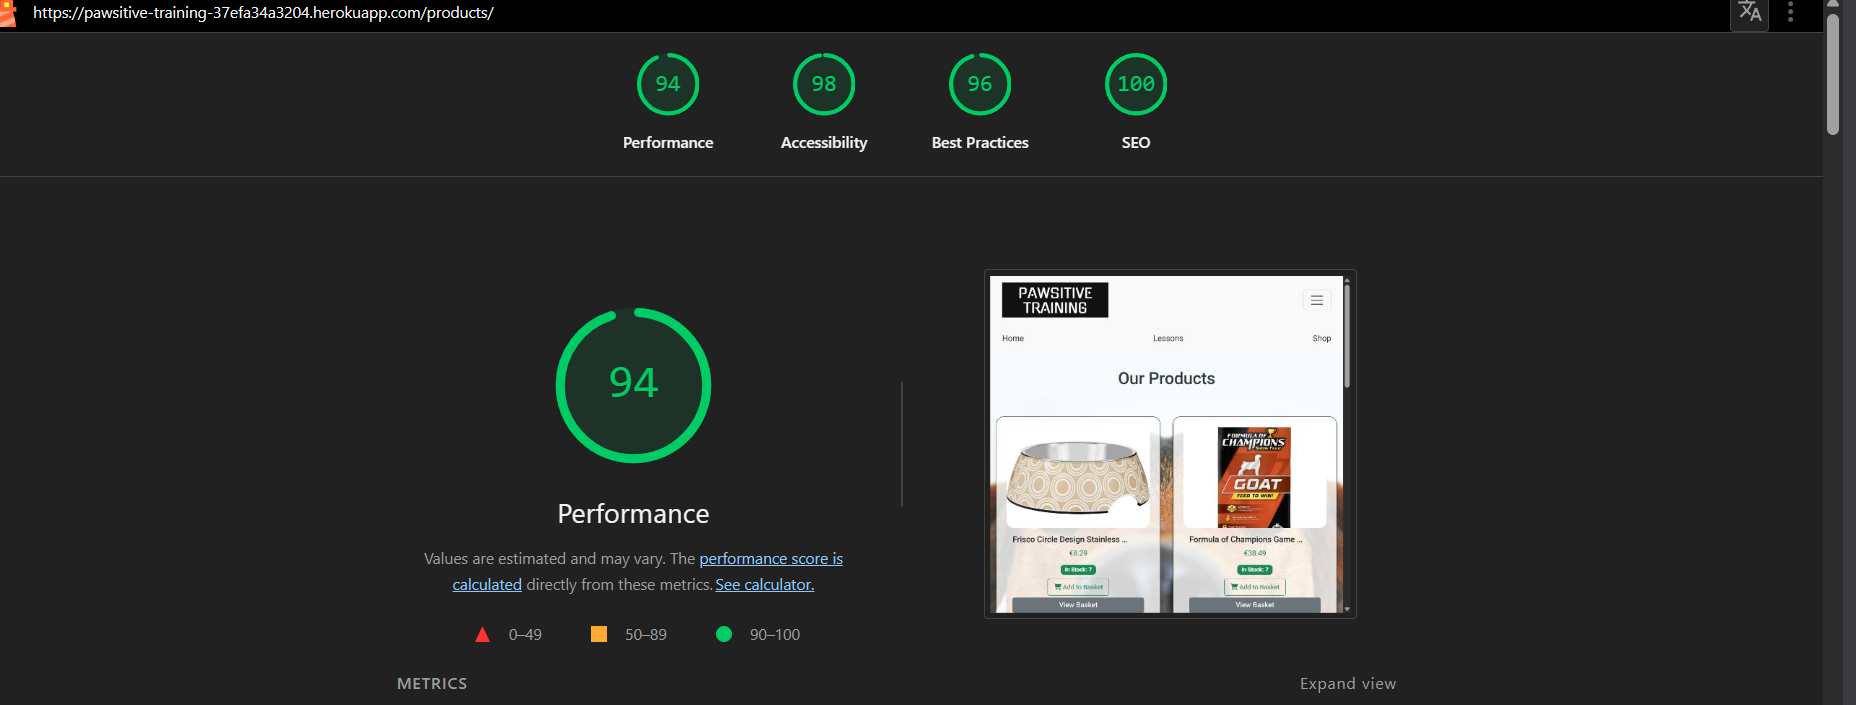 https://pawsitive-training-37efa34a3204.herokuapp.com/products/
94 98 96 100
Performance Accessibility Best Practices SEO
94
Performance
Values are estimated and may vary. The performance score is
calculated directly from these metrics. See calculator.
0–49 50–89 90–100
METRICS
Expand view
PAWSITIVE
TRAINING
Home Lessons Shop
Our Products
FORMULA OF
CHAMPIONS
GOAT
FEED TO WIN!
Frisco Circle Design Stainless ...
€8.29
In Stock: 7
Add to Basket
View Basket
Formula of Champions Game ...
€38.49
In Stock: 7
Add to Basket
View Basket